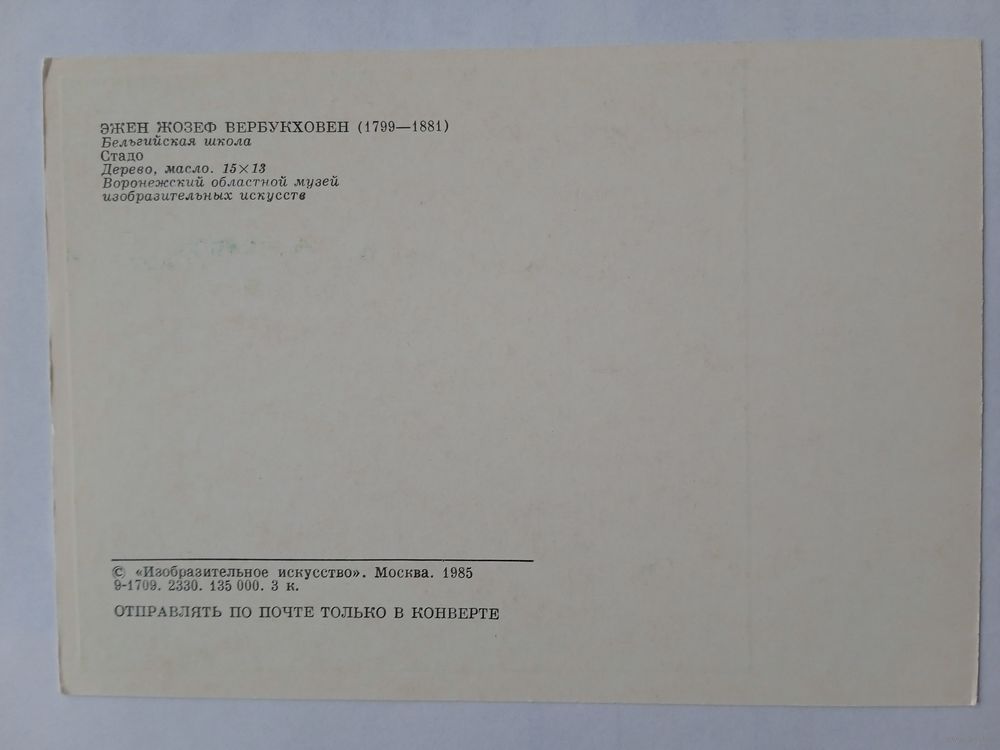 ЭЖЕН ЖОЗЕФ ВЕРБУКХОВЕН (1799—1881)
Бельгийская школа
Стадо
Дерево, масло. 15×13
Воронежский областной музей
изобразительных искусств
© «Изобразительное искусство». Москва. 1985
9-1709. 2330. 135 000. 3 к.
ОТПРАВЛЯТЬ ПО ПОЧТЕ ТОЛЬКО В КОНВЕРТЕ